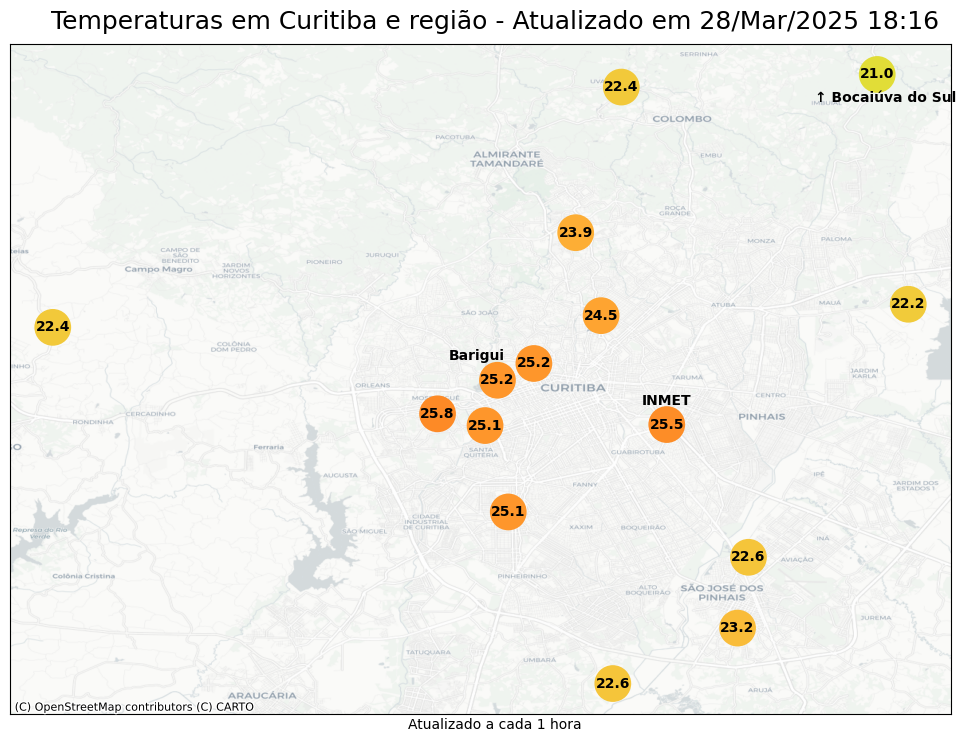 Temperaturas em Curitiba e região - Atualizado em 28/Mar/2025 18:16
SERRINHA
21.0
22.4
↑ Bocaiúva do Sul
COLOMBO
PACOTUBA
ALMIRANTE
TAMANDARÉ
EMBU
ROÇA
GRANDE
23.9
MONZA
PALOMA
CAMPO DE
SÃO
BENEDITO
JURUQUI
PIONEIRO
Campo Magro
JARDIM
NOVOS
HORIZONTES
22.2
ATUBA
MAUÁ
SÃO JOÃO
24.5
22.4
COLÔNIA
DOM PEDRO
Barigui
25.2
25.2
JARDIM
KARLA
TARUMÃ
ORLEANS
CURITIBA
CENTRO
INMET
CERCADINHO
25.8
PINHAIS
RONDINHA
25.1
25.5
Ferraria
SANTA
QUITÉRIA
GUABIROTUBA
AUGUSTA
IPÊ
FANNY
JARDIM DOS
ESTADOS I
25.1
CIDADE
INDUSTRIAL
DE CURITIBA
SÃO MIGUEL
XAXIM
BOQUEIRÃO
Represa do Rio
Verde
INÁ
22.6
AVIAÇÃO
Colônia Cristina
PINHEIRINHO
ALTO
BOQUEIRÃO
SÃO JOSÉ DOS
PINHAIS
JUREMA
23.2
TATUQUARA
UMBARÁ
22.6
ARUJÁ
ARAUCÁRIA
(C) OpenStreetMap contributors (C) CARTO
Atualizado a cada 1 hora